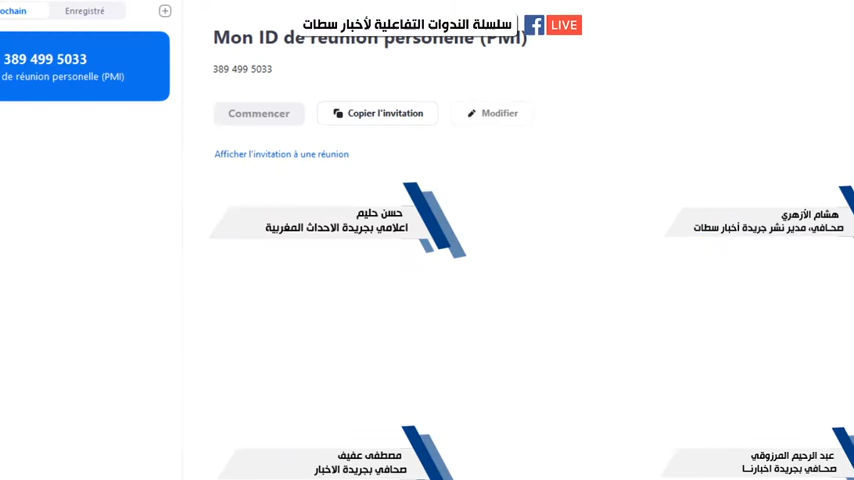 ochain
Enregistré
389 499 5033
de réunion personelle (PMI)
سلسلة الندوات التفاعلية لأخبار سطات
LIVE
Mon ID de réunion personelle (PMI)
389 499 5033
Commencer
Copier l'invitation
Modifier
Afficher l'invitation à une réunion
حسن حليم
اعلامي بجريدة الاحداث المغربية
هشام الأزهري
صحافي، مدير نشر جريدة أخبار سطات
مصطفى عفيف
صحافي بجريدة الاخبار
عبد الرحيم المرزوقي
صحافي بجريدة اخبارنا